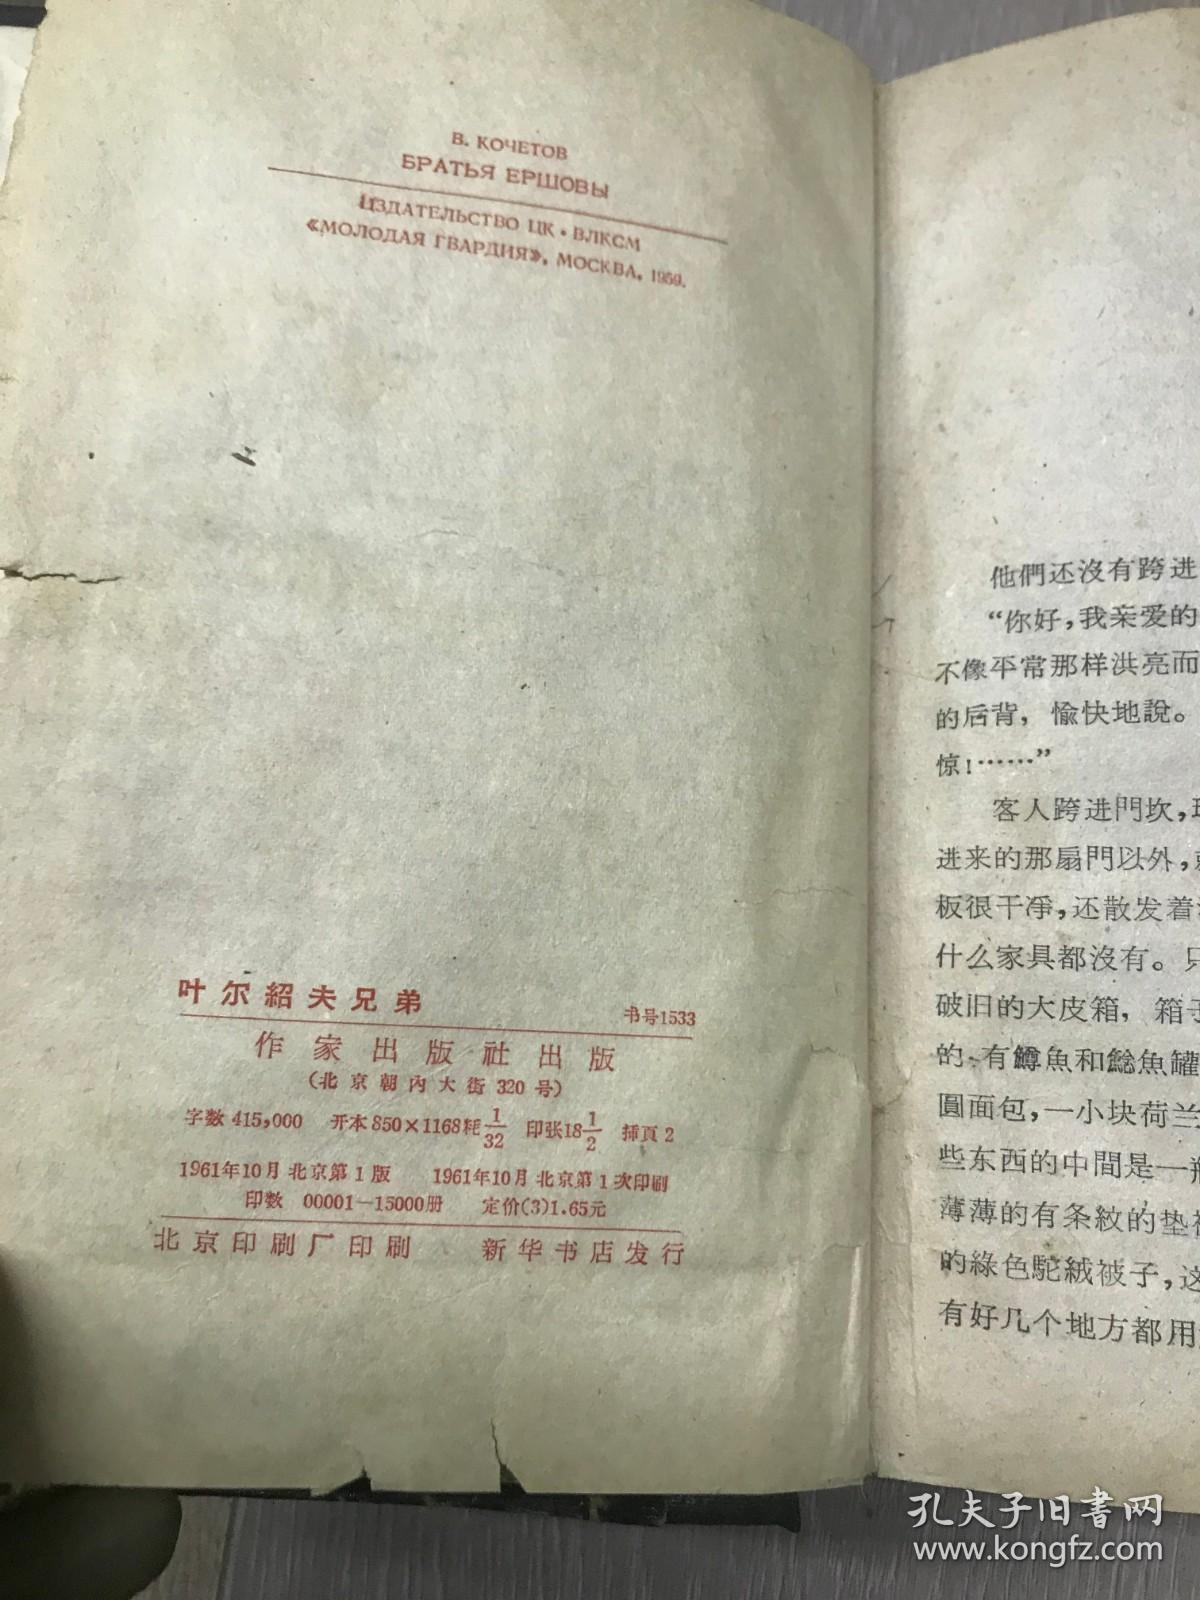 В. КОЧЕТОВ
БРАТЬЯ ЕРШОВЫ
ИЗДАТЕЛЬСТВО ЦК • ВЛКСМ
«МОЛОДАЯ ГВАРДИЯ», МОСКВА, 1959.
叶尔紹夫兄弟
书号1533
作家出版社出版
(北京朝內大街320号)
字数 415,000 开本850×1168粍1/32 印张18 1/2 插頁2
1961年10月北京第1版 1961年10月北京第1次印刷
印数 00001—15000册 定价(3)1.65元
北京印刷厂印刷 新华书店发行
他們还沒有跨进
“你好,我亲爱的
不像平常那样洪亮而
的后背, 愉快地說。
惊!……”
客人跨进門坎,
进来的那扇門以外,
板很干凈,还散发着
什么家具都沒有。只
破旧的大皮箱, 箱子
的·有鱒魚和鯰魚罐
圓面包,一小块荷兰
些东西的中間是一瓶
薄薄的有条紋的垫
的綠色駝絨被子,这
有好几个地方都用
孔夫子旧书网
www.kongfz.com